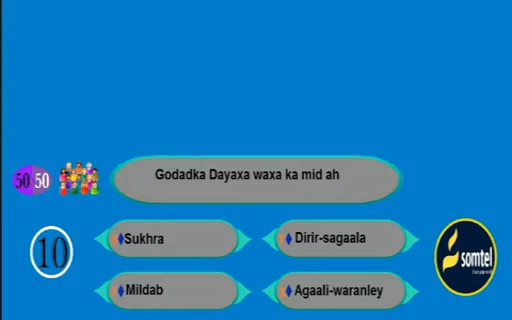 50 50
Godadka Dayaxa waxa ka mid ah
10
Sukhra
Dirir-sagaala
Mildab
Agaali-waranley
somtel